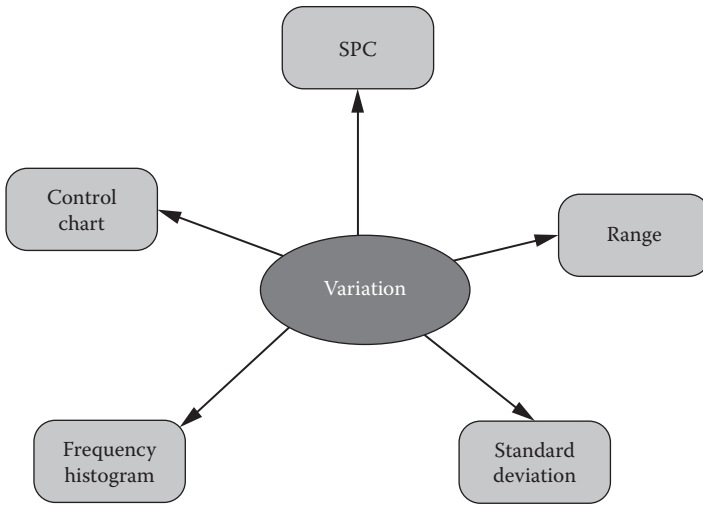 SPC
Control
chart
Range
Variation
Frequency
histogram
Standard
deviation